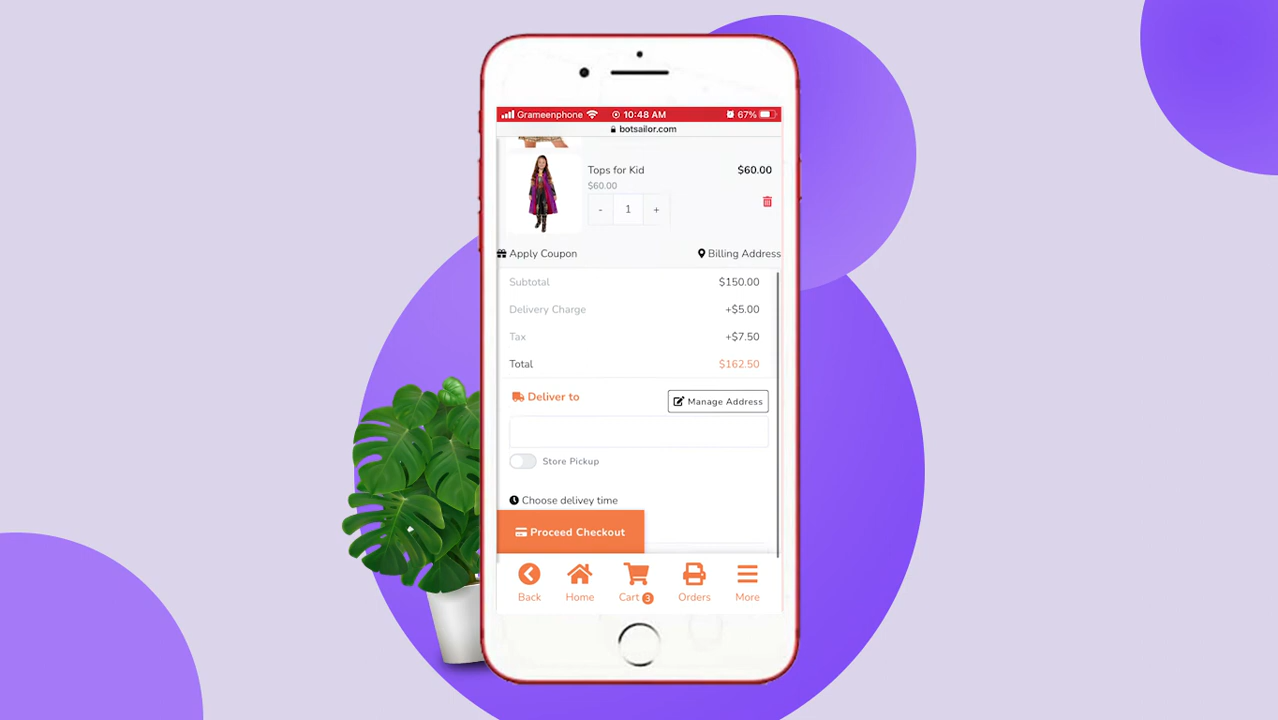 Grameenphone 10:48 AM 67%
botsailor.com
Tops for Kid $60.00
$60.00
- 1 +
Apply Coupon Billing Address
Subtotal $150.00
Delivery Charge +$5.00
Tax +$7.50
Total $162.50
Deliver to Manage Address
Store Pickup
Choose delivey time
Proceed Checkout
Back Home Cart 3 Orders More